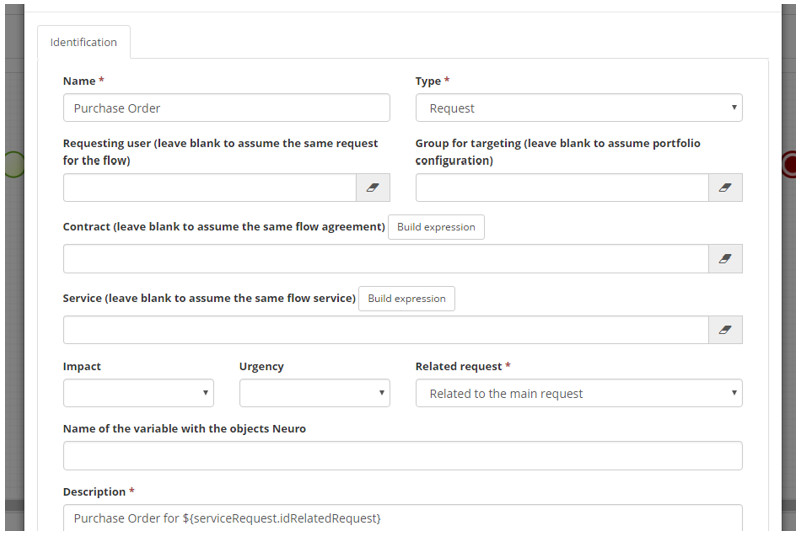 Identification
Name *
Type *
Purchase Order
Request
Requesting user (leave blank to assume the same request
for the flow)
Group for targeting (leave blank to assume portfolio
configuration)
Contract (leave blank to assume the same flow agreement)
Build expression
Service (leave blank to assume the same flow service)
Build expression
Impact
Urgency
Related request *
Related to the main request
Name of the variable with the objects Neuro
Description *
Purchase Order for ${serviceRequest.idRelatedRequest}